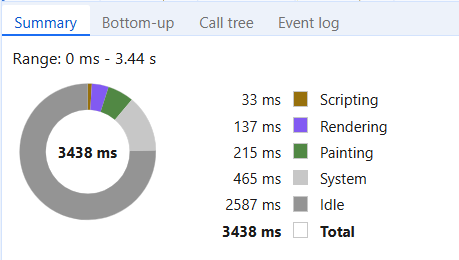 Summary Bottom-up Call tree Event log
Range: 0 ms - 3.44 s
3438 ms
33 ms Scripting
137 ms Rendering
215 ms Painting
465 ms System
2587 ms Idle
3438 ms Total